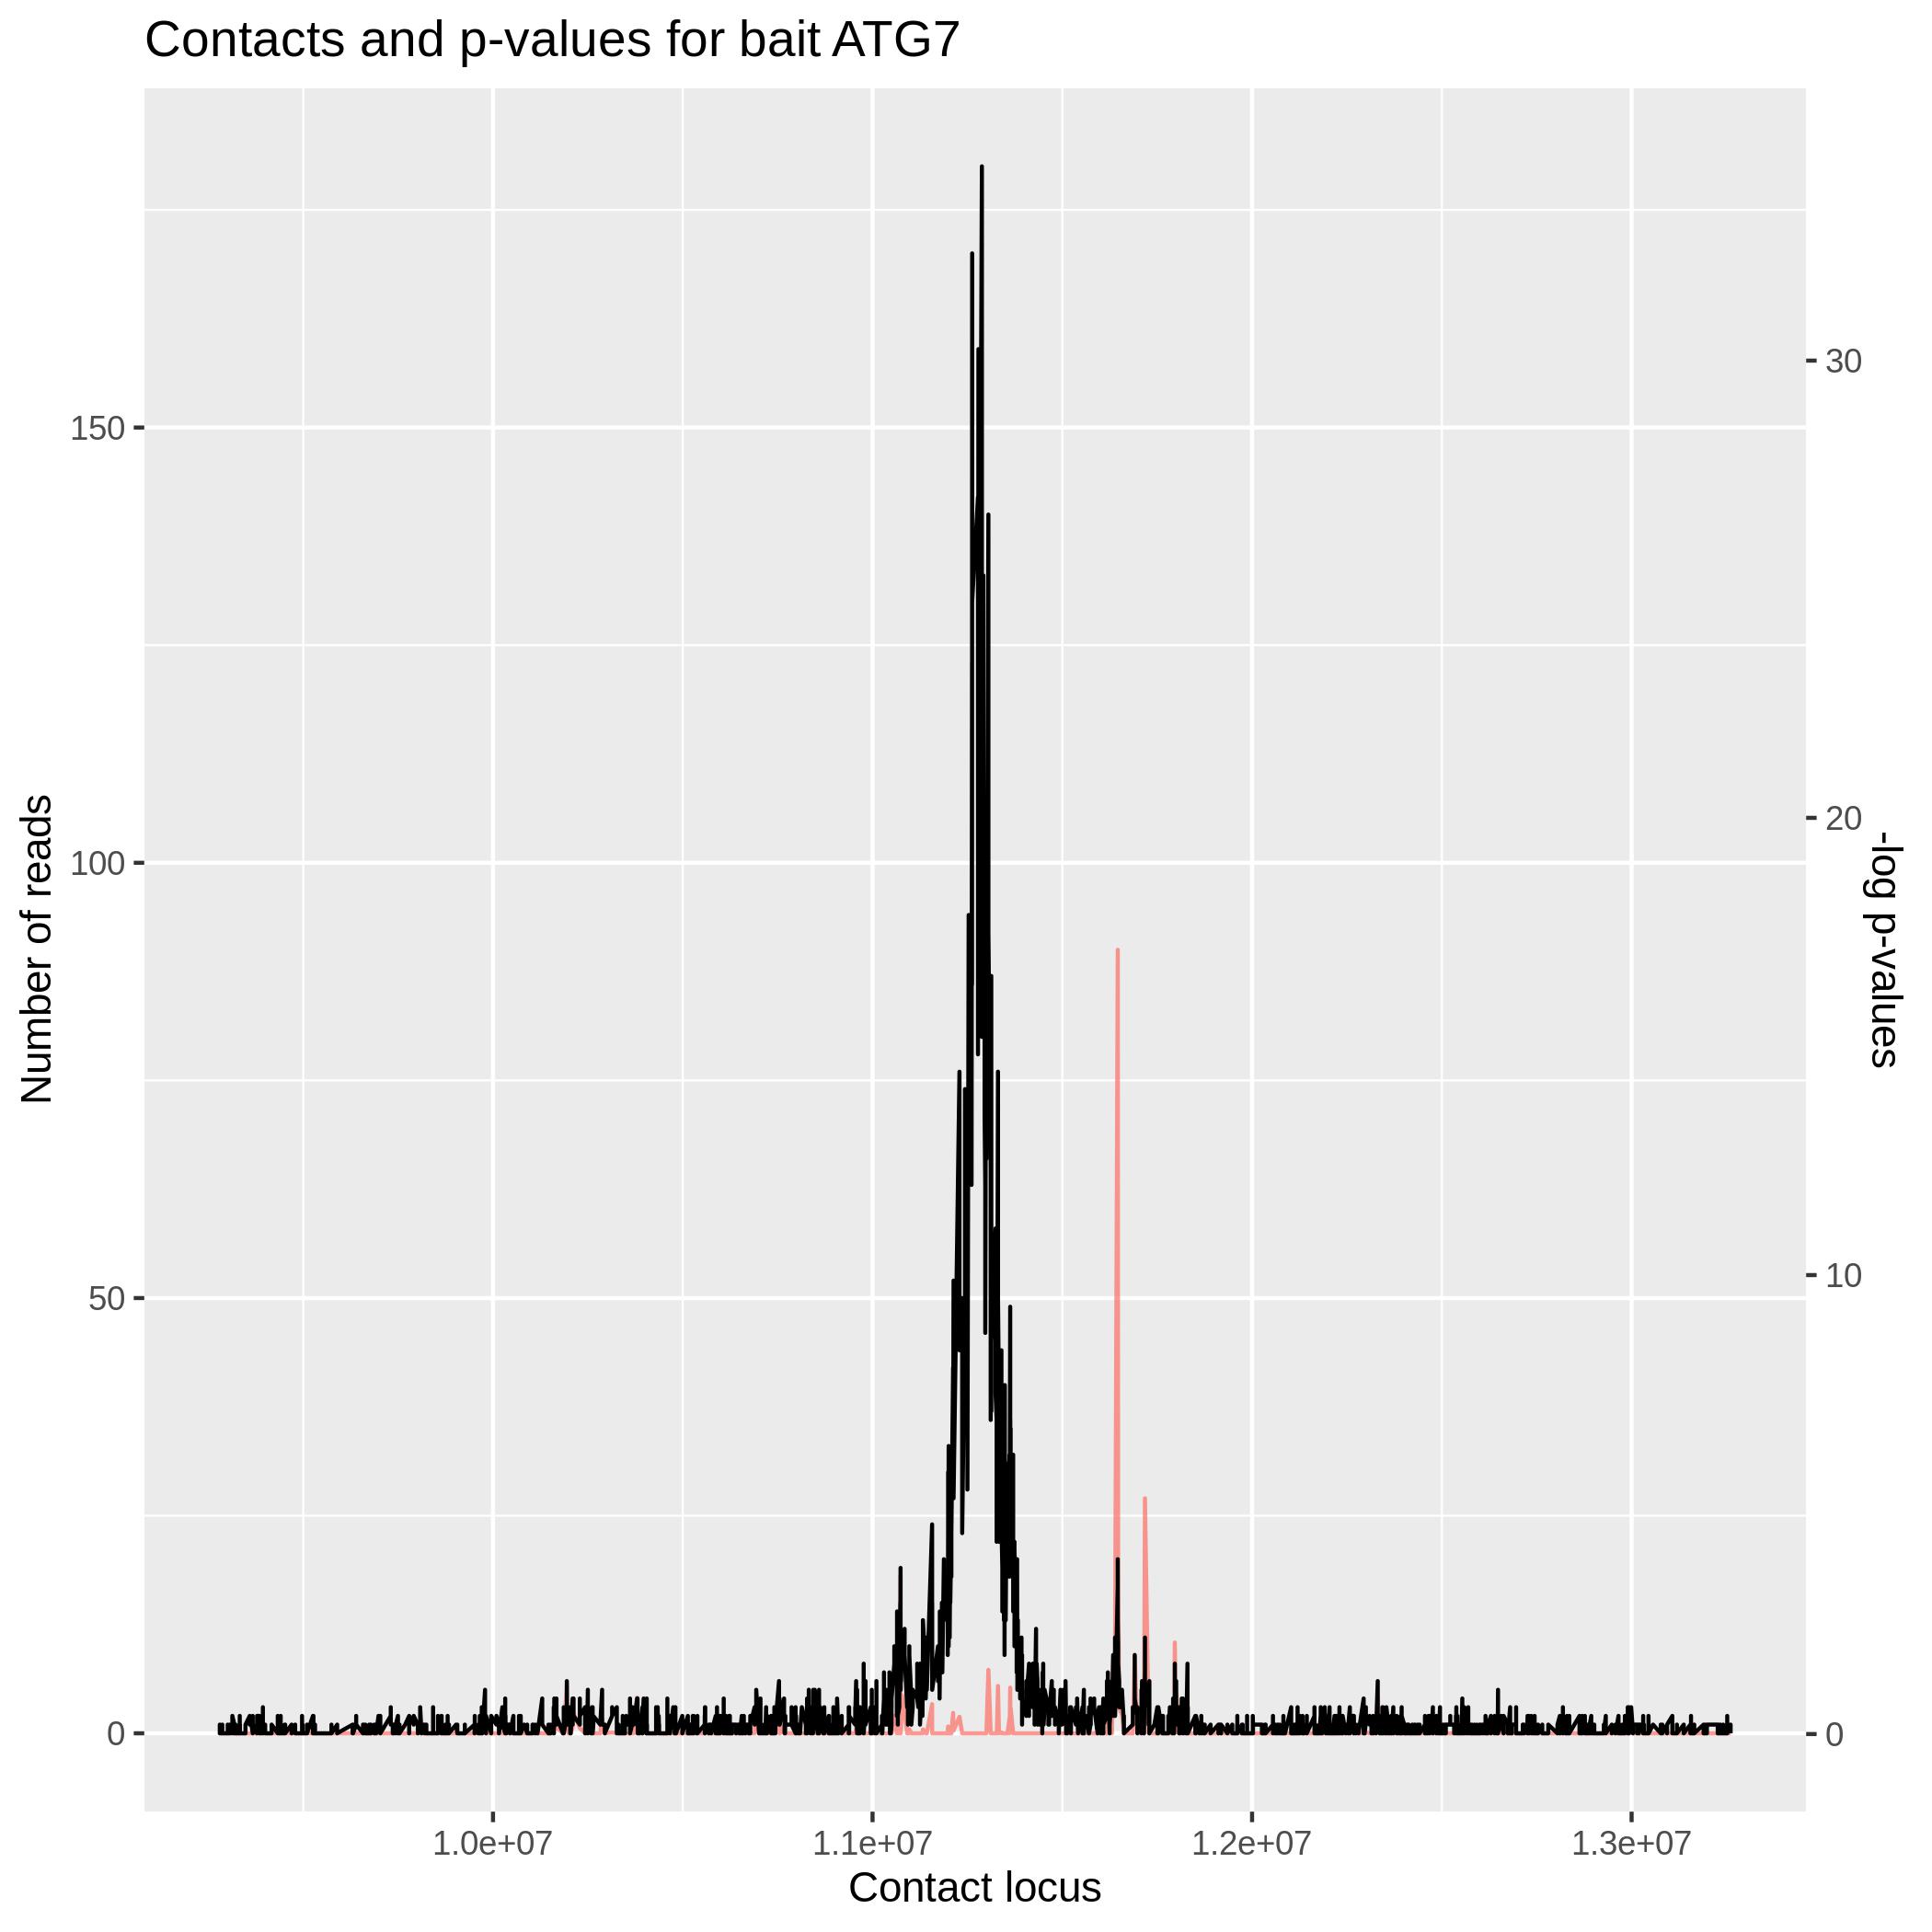 Contacts and p-values for bait ATG7
Number of reads
150
100
50
0
30
20
10
0
-log p-values
1.0e+07
1.1e+07
1.2e+07
1.3e+07
Contact locus